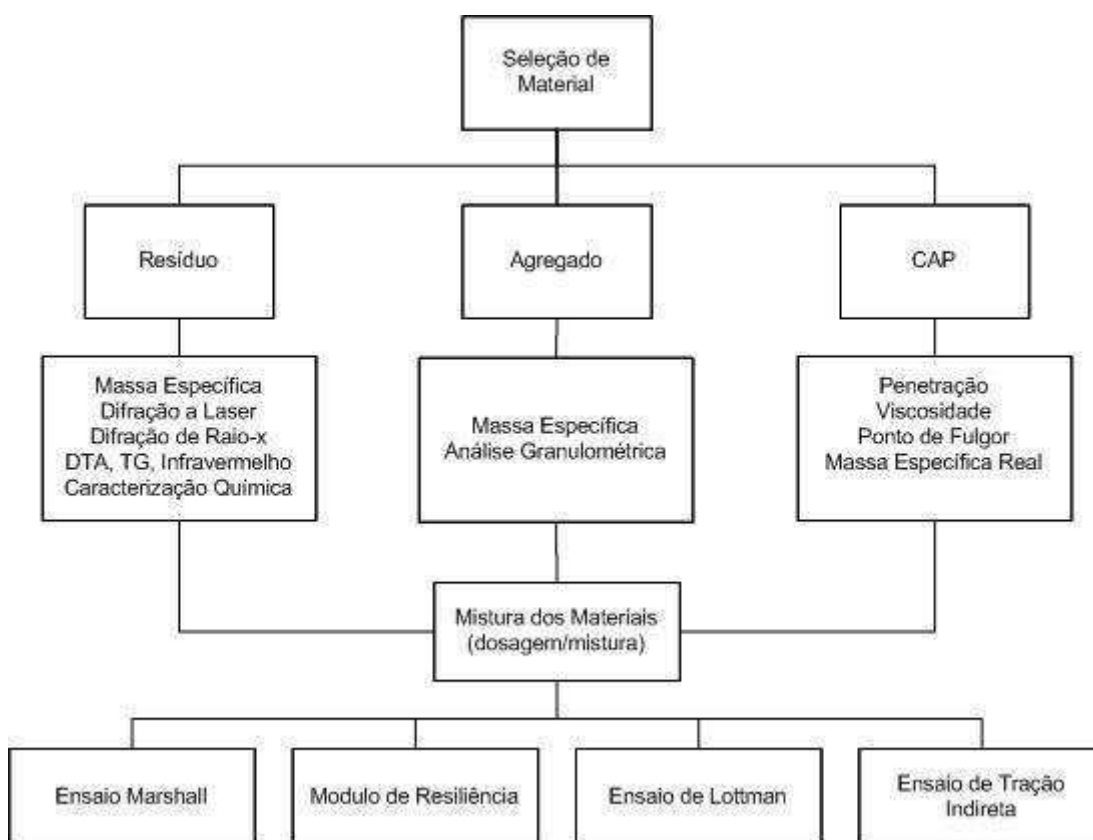 Seleção de
Material
Resíduo
Agregado
CAP
Massa Específica
Difração a Laser
Difração de Raio-x
DTA, TG, Infravermelho
Caracterização Química
Massa Específica
Análise Granulométrica
Penetração
Viscosidade
Ponto de Fulgor
Massa Específica Real
Mistura dos Materiais
(dosagem/mistura)
Ensaio Marshall
Modulo de Resiliência
Ensaio de Lottman
Ensaio de Tração
Indireta